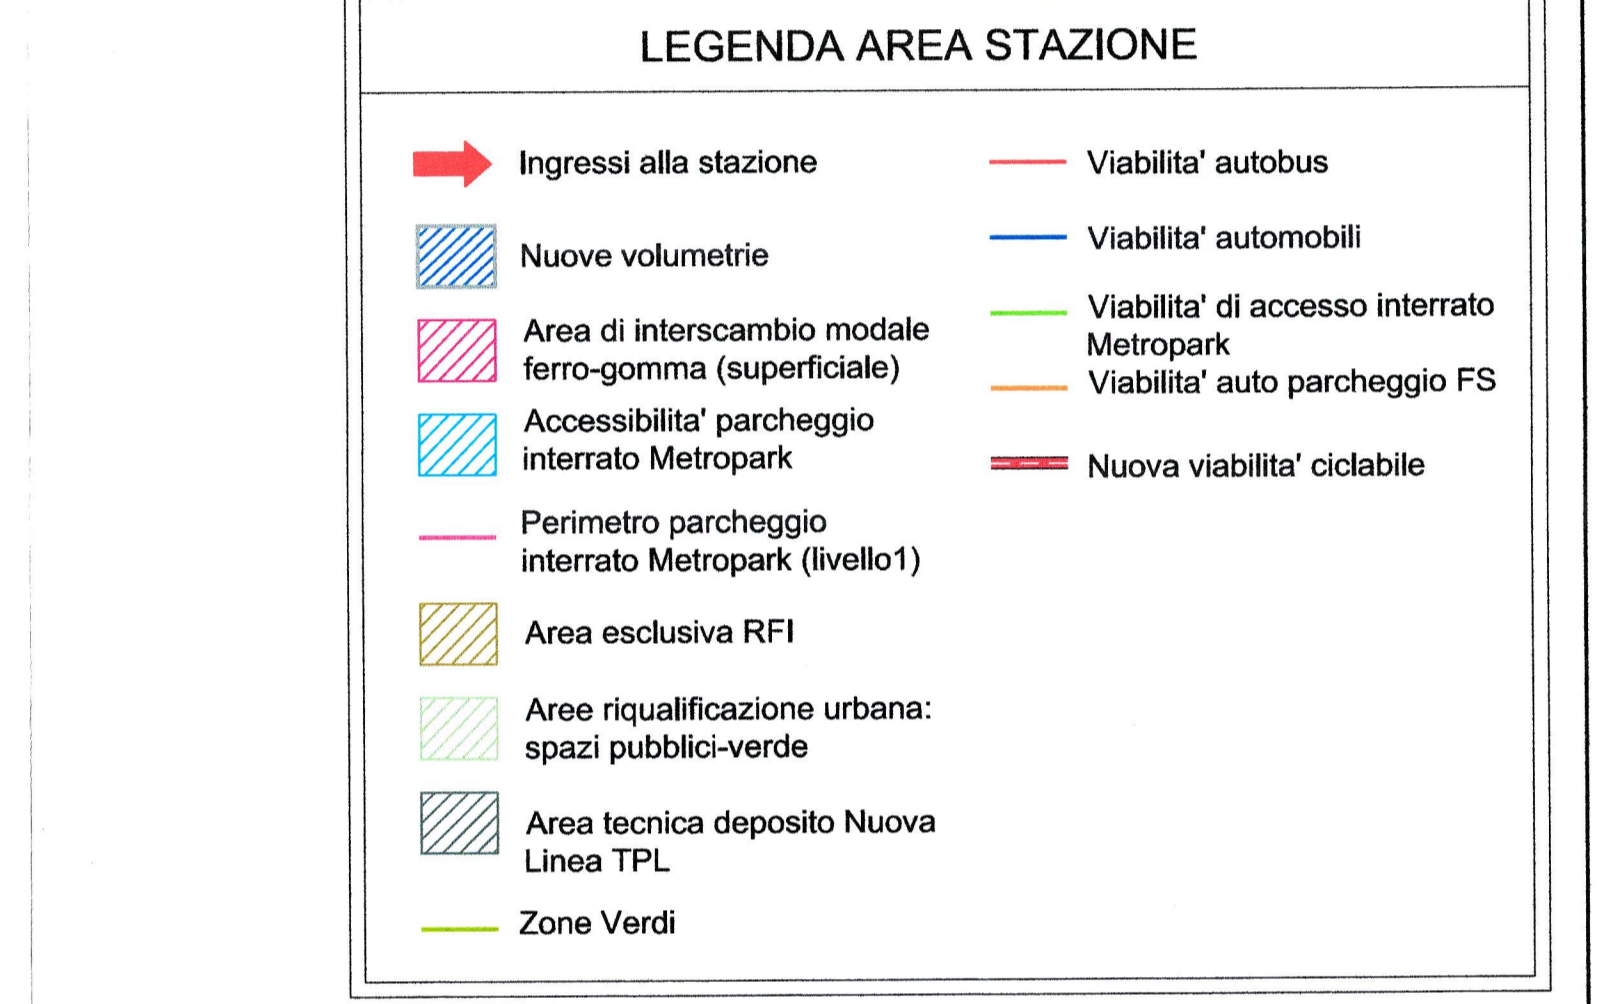 LEGENDA AREA STAZIONE
Ingressi alla stazione
Nuove volumetrie
Area di interscambio modale
ferro-gomma (superficiale)
Accessibilita' parcheggio
interrato Metropark
Perimetro parcheggio
interrato Metropark (livello1)
Area esclusiva RFI
Aree riqualificazione urbana:
spazi pubblici-verde
Area tecnica deposito Nuova
Linea TPL
Zone Verdi
Viabilita' autobus
Viabilita' automobili
Viabilita' di accesso interrato
Metropark
Viabilita' auto parcheggio FS
Nuova viabilita' ciclabile